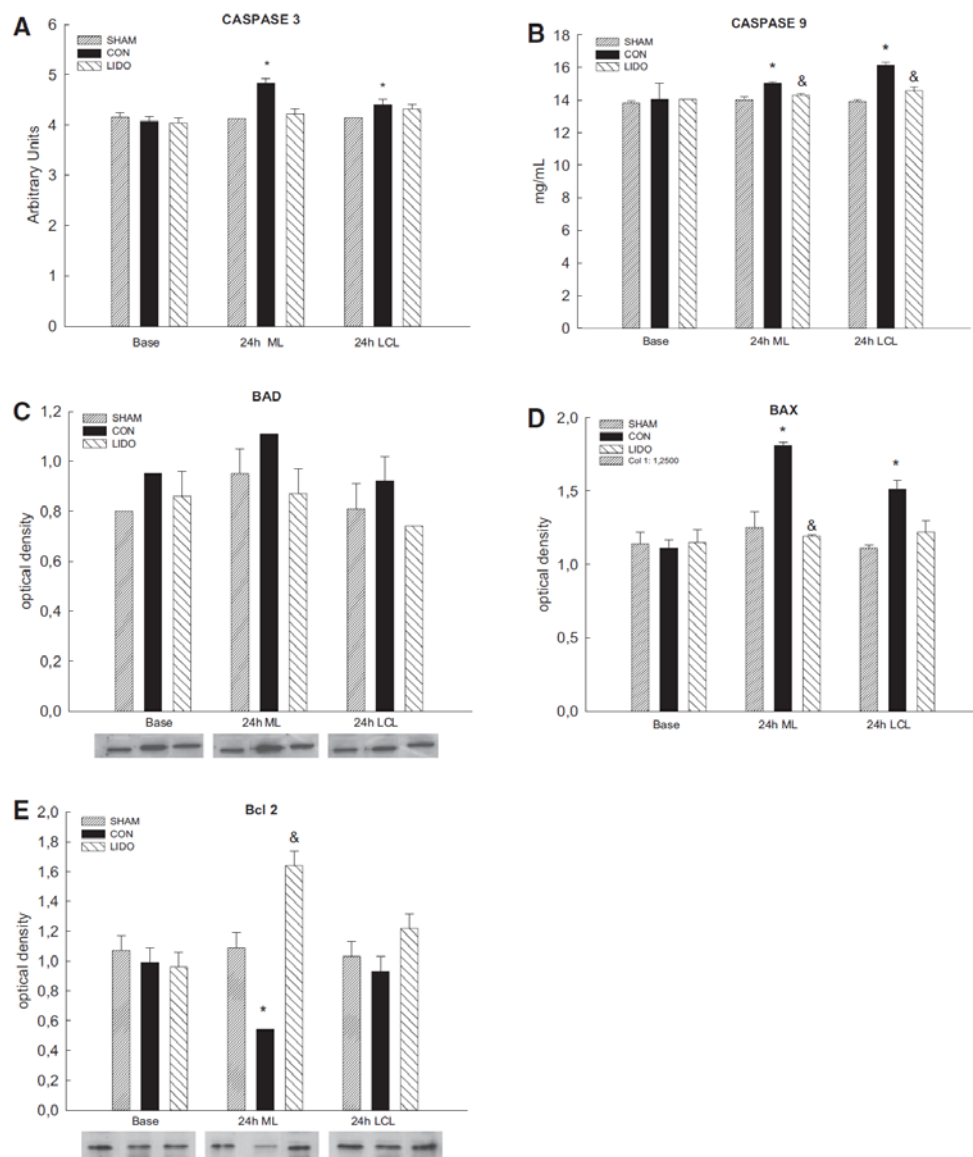 A
CASPASE 3
SHAM
CON
LIDO
Arbitrary Units
6
5
4
3
2
1
0
*
*
Base
24h ML
24h LCL
B
CASPASE 9
SHAM
CON
LIDO
mg/mL
18
16
14
12
10
8
6
4
2
0
*
&
*
&
Base
24h ML
24h LCL
C
BAD
SHAM
CON
LIDO
optical density
1,2
1,0
0,8
0,6
0,4
0,2
0,0
Base
24h ML
24h LCL
D
BAX
SHAM
CON
LIDO
Col 1: 1,2500
optical density
2,0
1,5
1,0
0,5
0,0
*
&
*
Base
24h ML
24h LCL
E
Bcl 2
SHAM
CON
LIDO
optical density
2,0
1,8
1,6
1,4
1,2
1,0
0,8
0,6
0,4
0,2
0,0
*
&
Base
24h ML
24h LCL